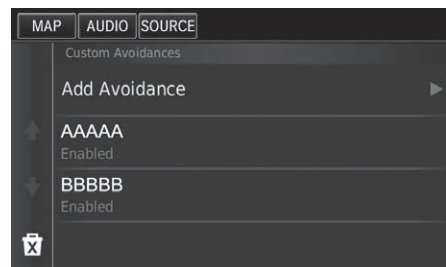 MAP AUDIO SOURCE
Custom Avoidances
Add Avoidance
AAAAA
Enabled
BBBBB
Enabled